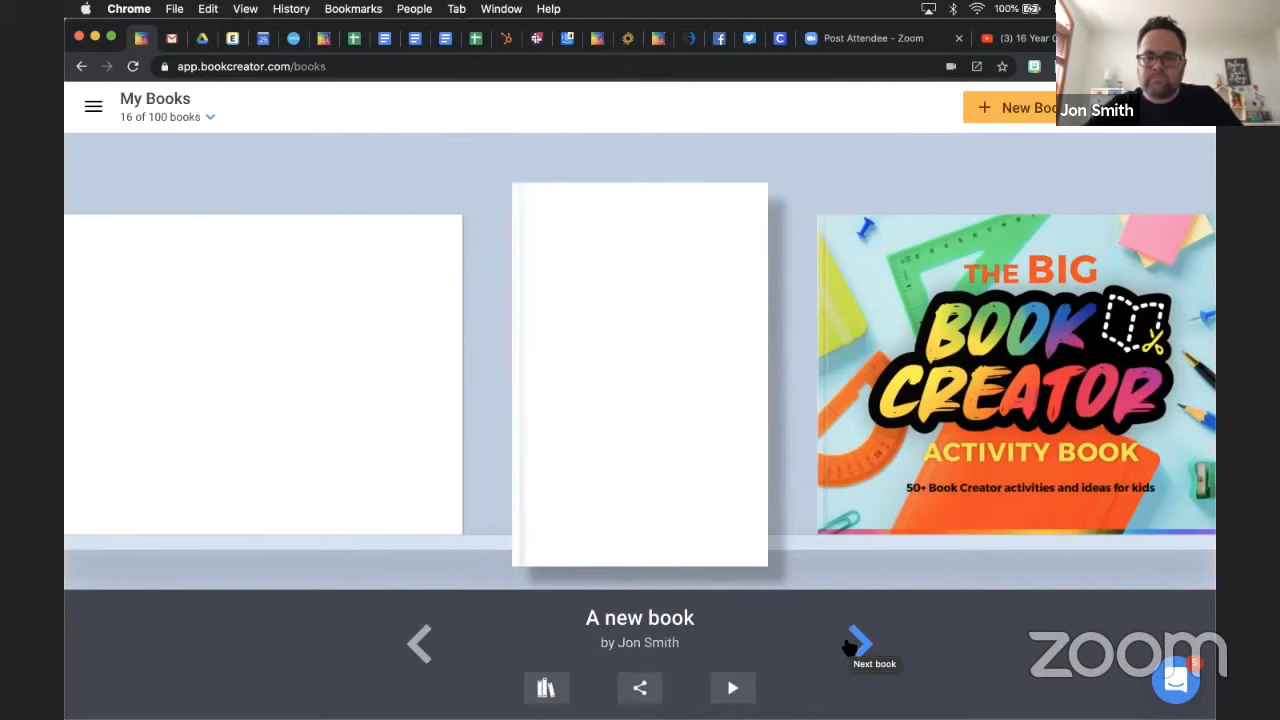 Chrome File Edit View History Bookmarks People Tab Window Help 100%
Post Attendee - Zoom (3) 16 Year O
app.bookcreator.com/books
My Books
16 of 100 books
+ New Boo
Jon Smith
THE BIG
BOOK
CREATOR
ACTIVITY BOOK
50+ Book Creator activities and ideas for kids
A new book
by Jon Smith
Next book
zoom
5